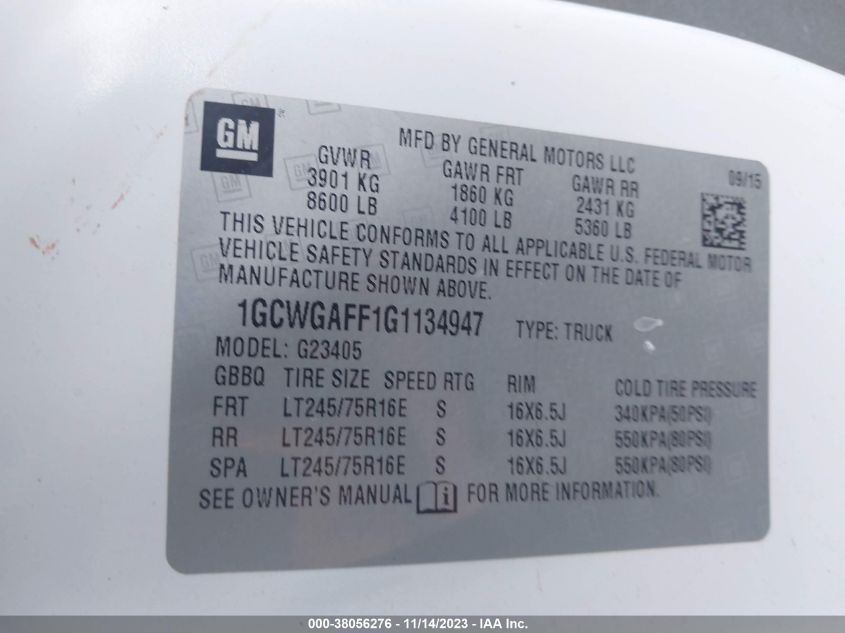 GM
MFD BY GENERAL MOTORS LLC
GVWR GAWR FRT GAWR RR 09/15
3901 KG 1860 KG 2431 KG
8600 LB 4100 LB 5360 LB
THIS VEHICLE CONFORMS TO ALL APPLICABLE U.S. FEDERAL MOTOR
VEHICLE SAFETY STANDARDS IN EFFECT ON THE DATE OF
MANUFACTURE SHOWN ABOVE.
1GCWGAFF1G1134947 TYPE: TRUCK
MODEL: G23405
GBBQ TIRE SIZE SPEED RTG RIM COLD TIRE PRESSURE
FRT LT245/75R16E S 16X6.5J 340KPA(50PSI)
RR LT245/75R16E S 16X6.5J 550KPA(80PSI)
SPA LT245/75R16E S 16X6.5J 550KPA(80PSI)
SEE OWNER'S MANUAL i FOR MORE INFORMATION.
000-38056276 - 11/14/2023 - Copyright © 2023 IAA, Inc.